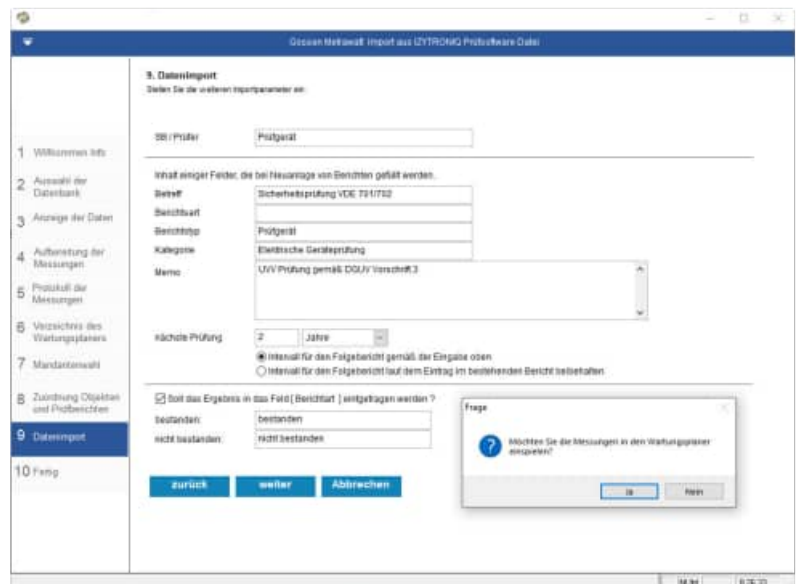 Gossen Metrawatt Import aus IZYTRONIQ Prüfsoftware Datei
9. Datenimport
Stellen Sie die weiteren Importparameter ein:
SB / Prüfer Prüfgerät
Inhalt einiger Felder, die bei Neuanlage von Berichten gefüllt werden.
Betreff Sicherheitsprüfung VDE 701/702
Berichtsart
Berichtstyp Prüfgerät
Kategorie Elektrische Geräteprüfung
Memo UVV Prüfung gemäß DGUV Vorschrift 3
nächste Prüfung 2 Jahre
Intervall für den Folgebericht gemäß der Eingabe oben
Intervall für den Folgebericht laut dem Eintrag im bestehenden Bericht beibehalten
Soll das Ergebnis in das Feld [ Berichtart ] eingetragen werden ?
bestanden: bestanden
nicht bestanden: nicht bestanden
zurück weiter Abbrechen
1 Willkommen Info
2 Auswahl der
Datenbank
3 Anzeige der Daten
4 Aufbereitung der
Messungen
5 Protokoll der
Messungen
6 Verzeichnis des
Wartungsplaners
7 Mandantenwahl
8 Zuordnung Objekten
und Prüfberichten
9 Datenimport
10 Fertig
Frage
Möchten Sie die Messungen in den Wartungsplaner
einspielen?
Ja Nein